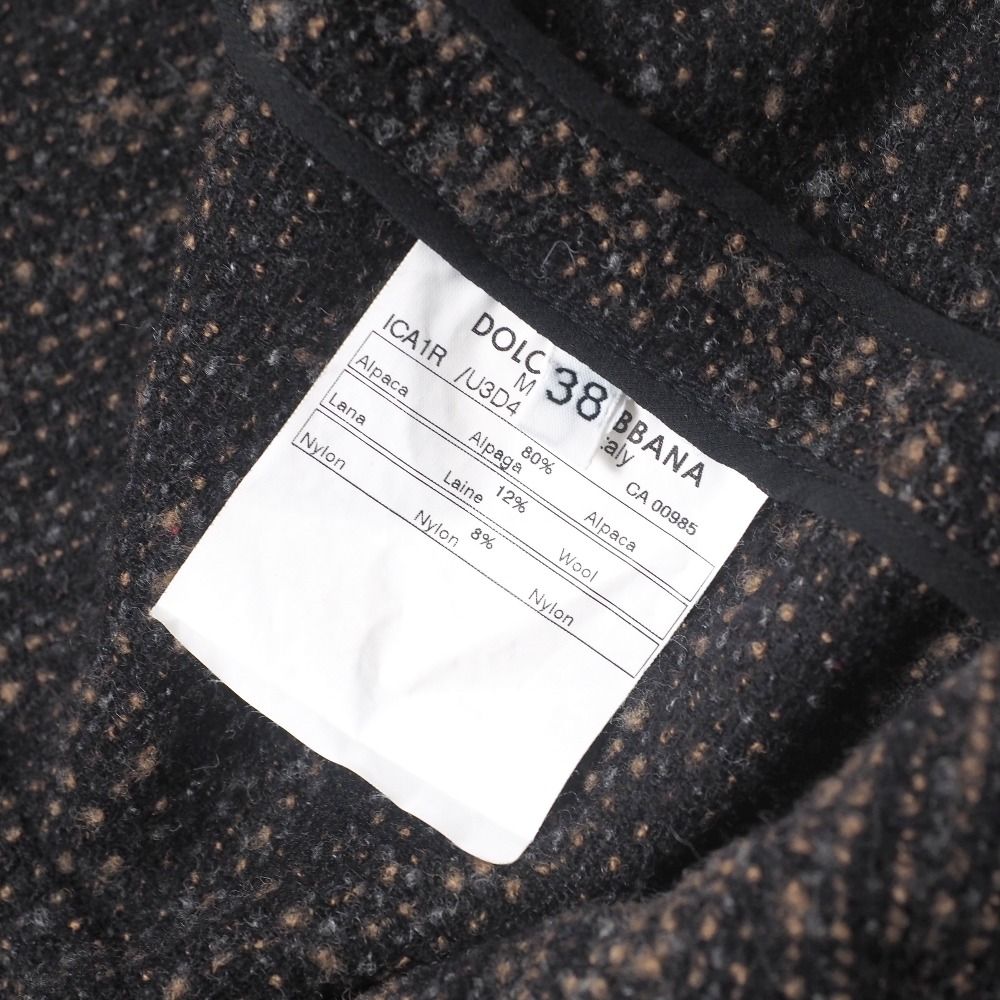 DOLC 38 BBANA
M aly
ICA1R /U3D4 CA 00985
Alpaca Alpaga 80% Alpaca
Lana Laine 12% Wool
Nylon Nylon 8% Nylon